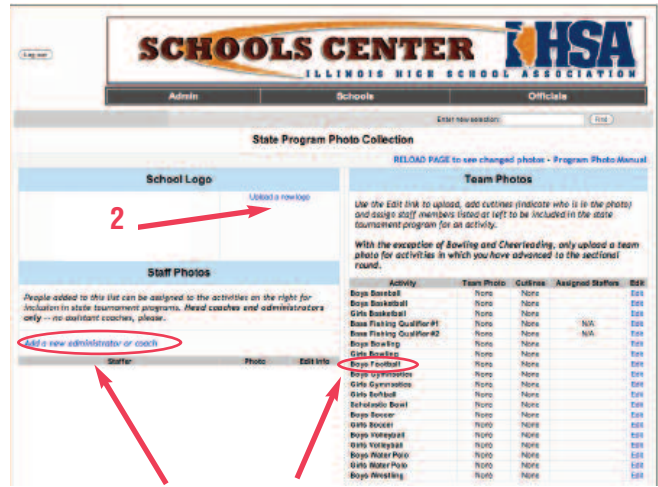 Log out
SCHOOLS CENTER IHSA
ILLINOIS HIGH SCHOOL ASSOCIATION
Admin Schools Officials
Enter new selection: Find
State Program Photo Collection
RELOAD PAGE to see changed photos - Program Photo Manual
School Logo
Upload a new logo
2
Staff Photos
People added to this list can be assigned to the activities on the right for
inclusion in state tournament programs. Head coaches and administrators
only -- no assistant coaches, please.
Add a new administrator or coach
Staffer Photo Edit Info
Team Photos
Use the Edit link to upload, add cutlines (indicate who is in the photo)
and assign staff members listed at left to be included in the state
tournament program for an activity.
With the exception of Bowling and Cheerleading, only upload a team
photo for activities in which you have advanced to the sectional
round.
Activity Team Photo Cutlines Assigned Staffers Edit
Boys Baseball None None Edit
Boys Basketball None None Edit
Girls Basketball None None Edit
Bass Fishing Qualifier #1 None None N/A Edit
Bass Fishing Qualifier #2 None None N/A Edit
Boys Bowling None None Edit
Girls Bowling None None Edit
Boys Football None None Edit
Boys Gymnastics None None Edit
Girls Gymnastics None None Edit
Girls Softball None None Edit
Scholastic Bowl None None Edit
Boys Soccer None None Edit
Girls Soccer None None Edit
Boys Volleyball None None Edit
Girls Volleyball None None Edit
Boys Water Polo None None Edit
Girls Water Polo None None Edit
Boys Wrestling None None Edit